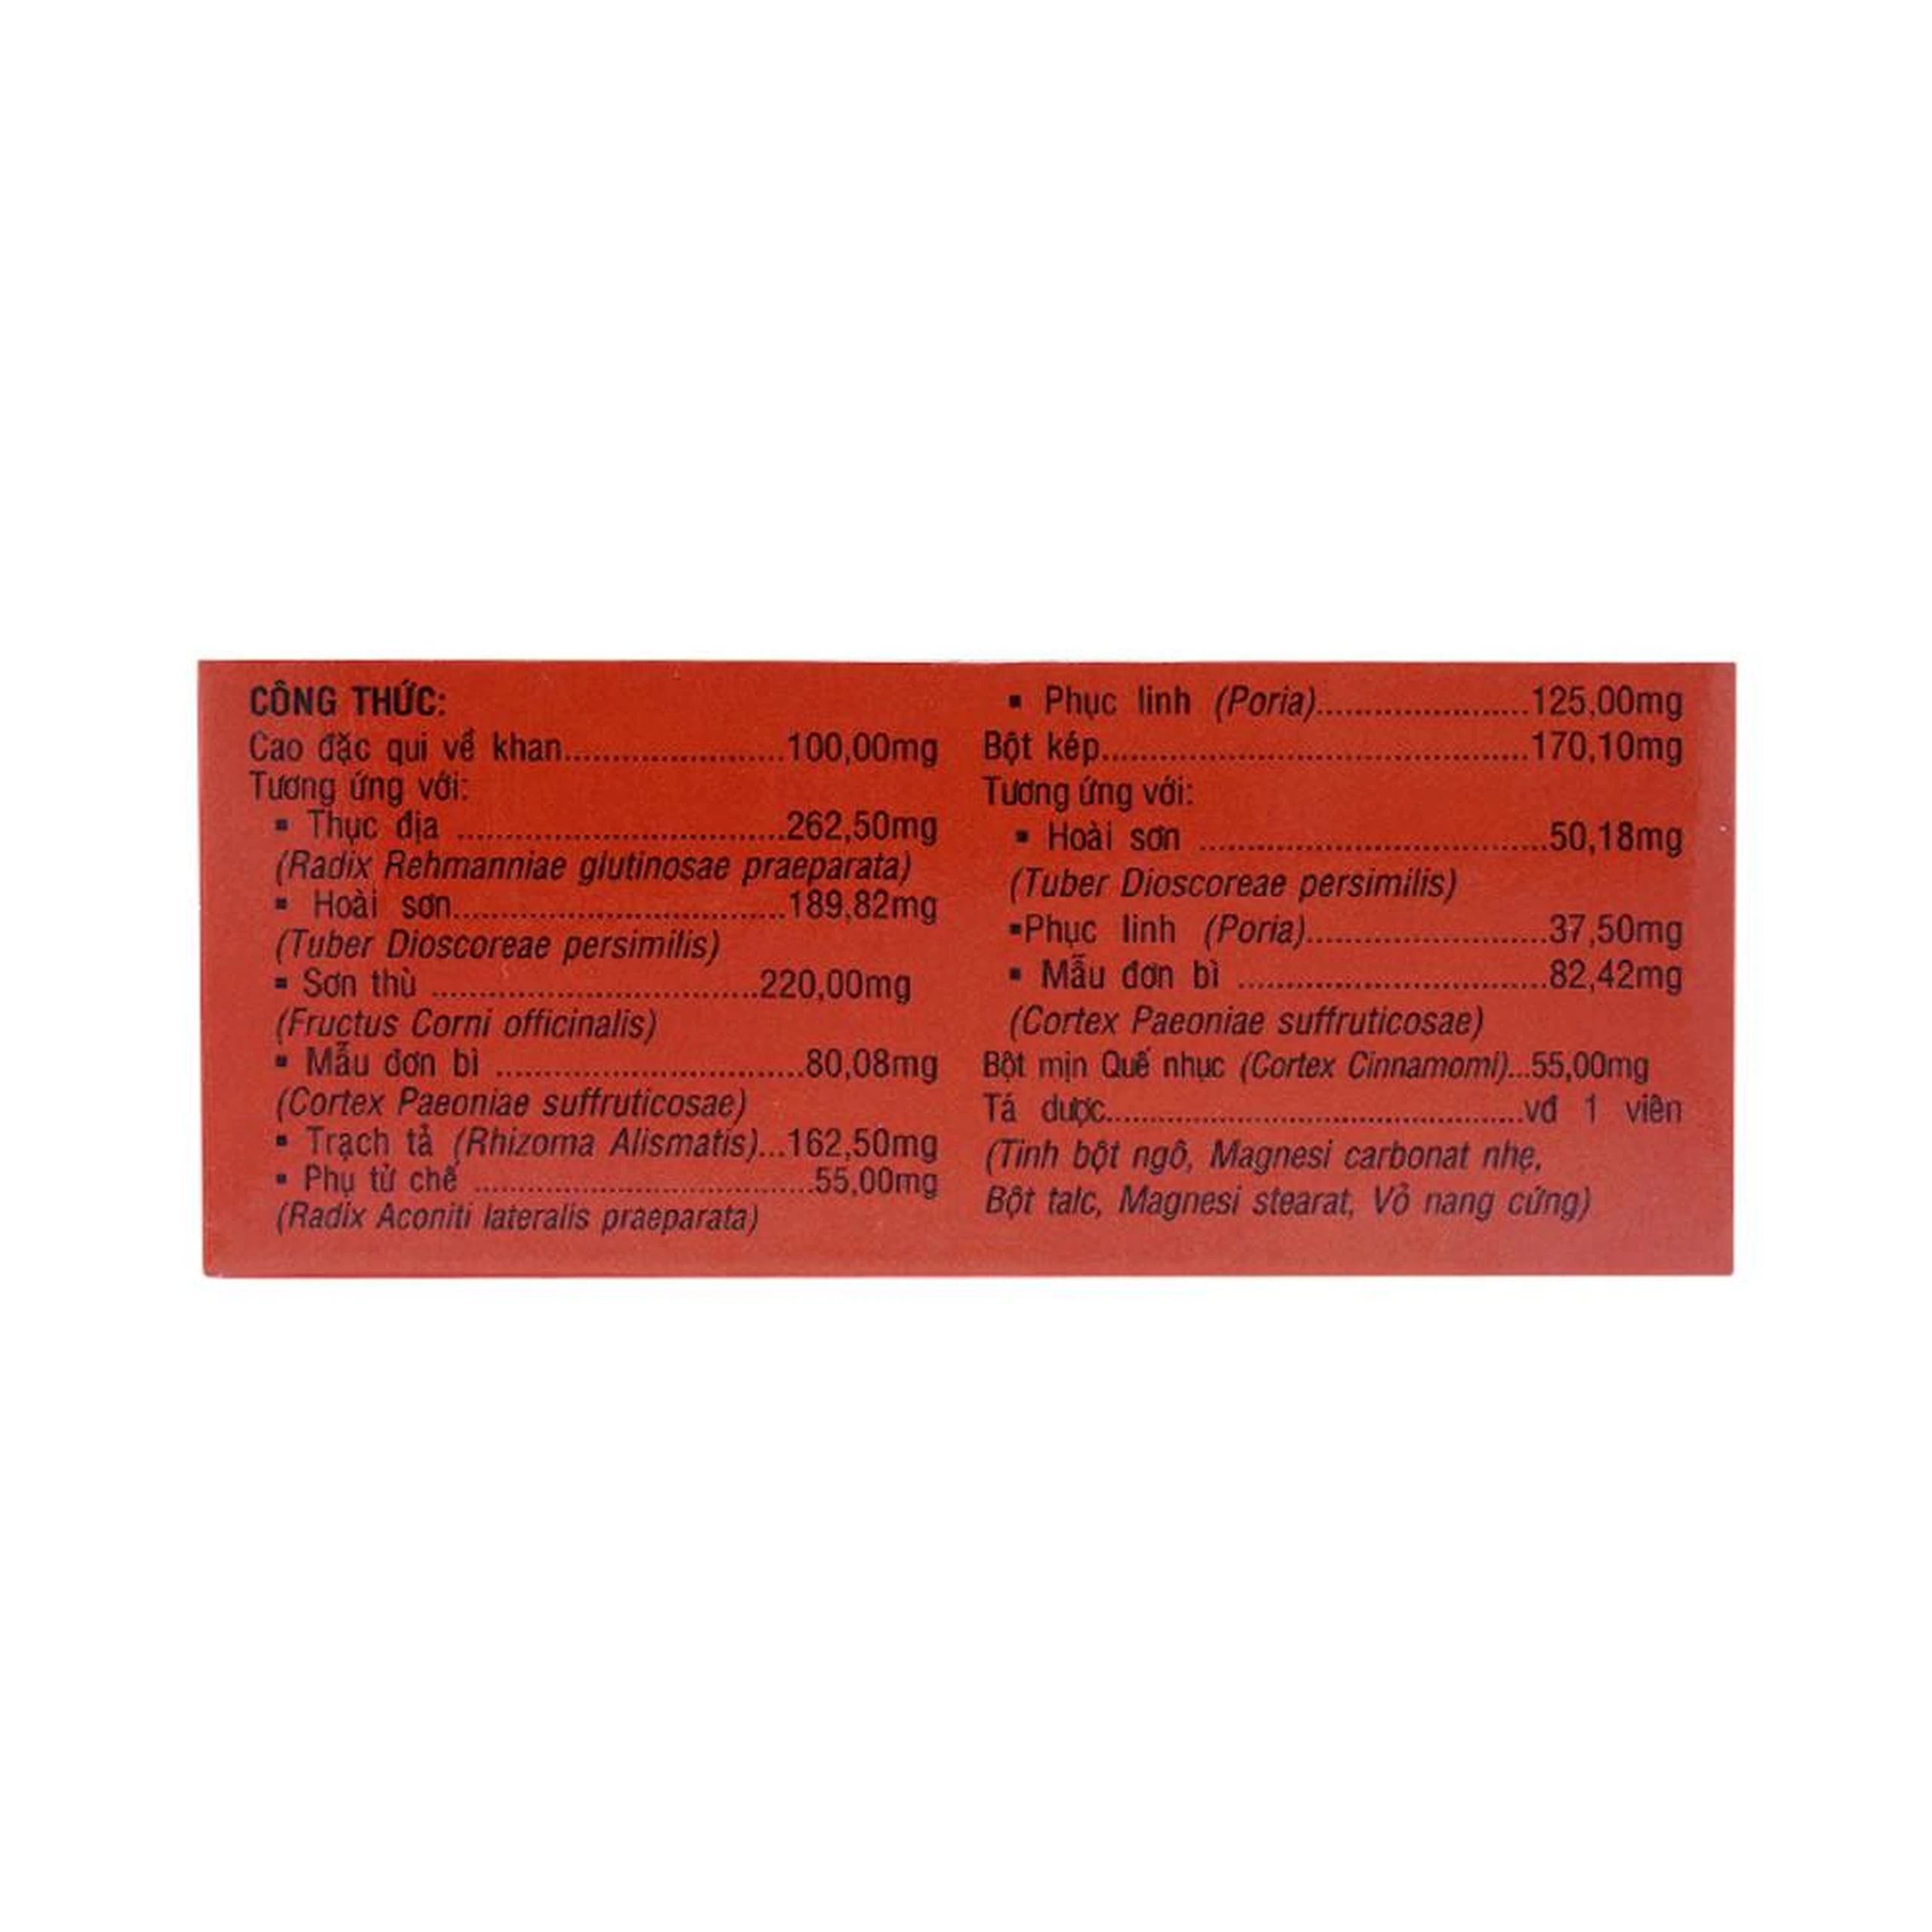 CÔNG THỨC:
Cao đặc qui về khan......................100,00mg
Tương ứng với:
▪ Thục địa ..................................262,50mg
(Radix Rehmanniae glutinosae praeparata)
▪ Hoài sơn..................................189,82mg
(Tuber Dioscoreae persimilis)
▪ Sơn thù ..................................220,00mg
(Fructus Corni officinalis)
▪ Mẫu đơn bì ................................80,08mg
(Cortex Paeoniae suffruticosae)
▪ Trạch tả (Rhizoma Alismatis)...162,50mg
▪ Phụ tử chế ...................................55,00mg
(Radix Aconiti lateralis praeparata)
▪ Phục linh (Poria)......................125,00mg
Bột kép............................................170,10mg
Tương ứng với:
▪ Hoài sơn ....................................50,18mg
(Tuber Dioscoreae persimilis)
▪Phục linh (Poria).........................37,50mg
▪ Mẫu đơn bì ................................82,42mg
(Cortex Paeoniae suffruticosae)
Bột mịn Quế nhục (Cortex Cinnamomi)...55,00mg
Tá dược...........................................vđ 1 viên
(Tinh bột ngô, Magnesi carbonat nhẹ,
Bột talc, Magnesi stearat, Vỏ nang cứng)